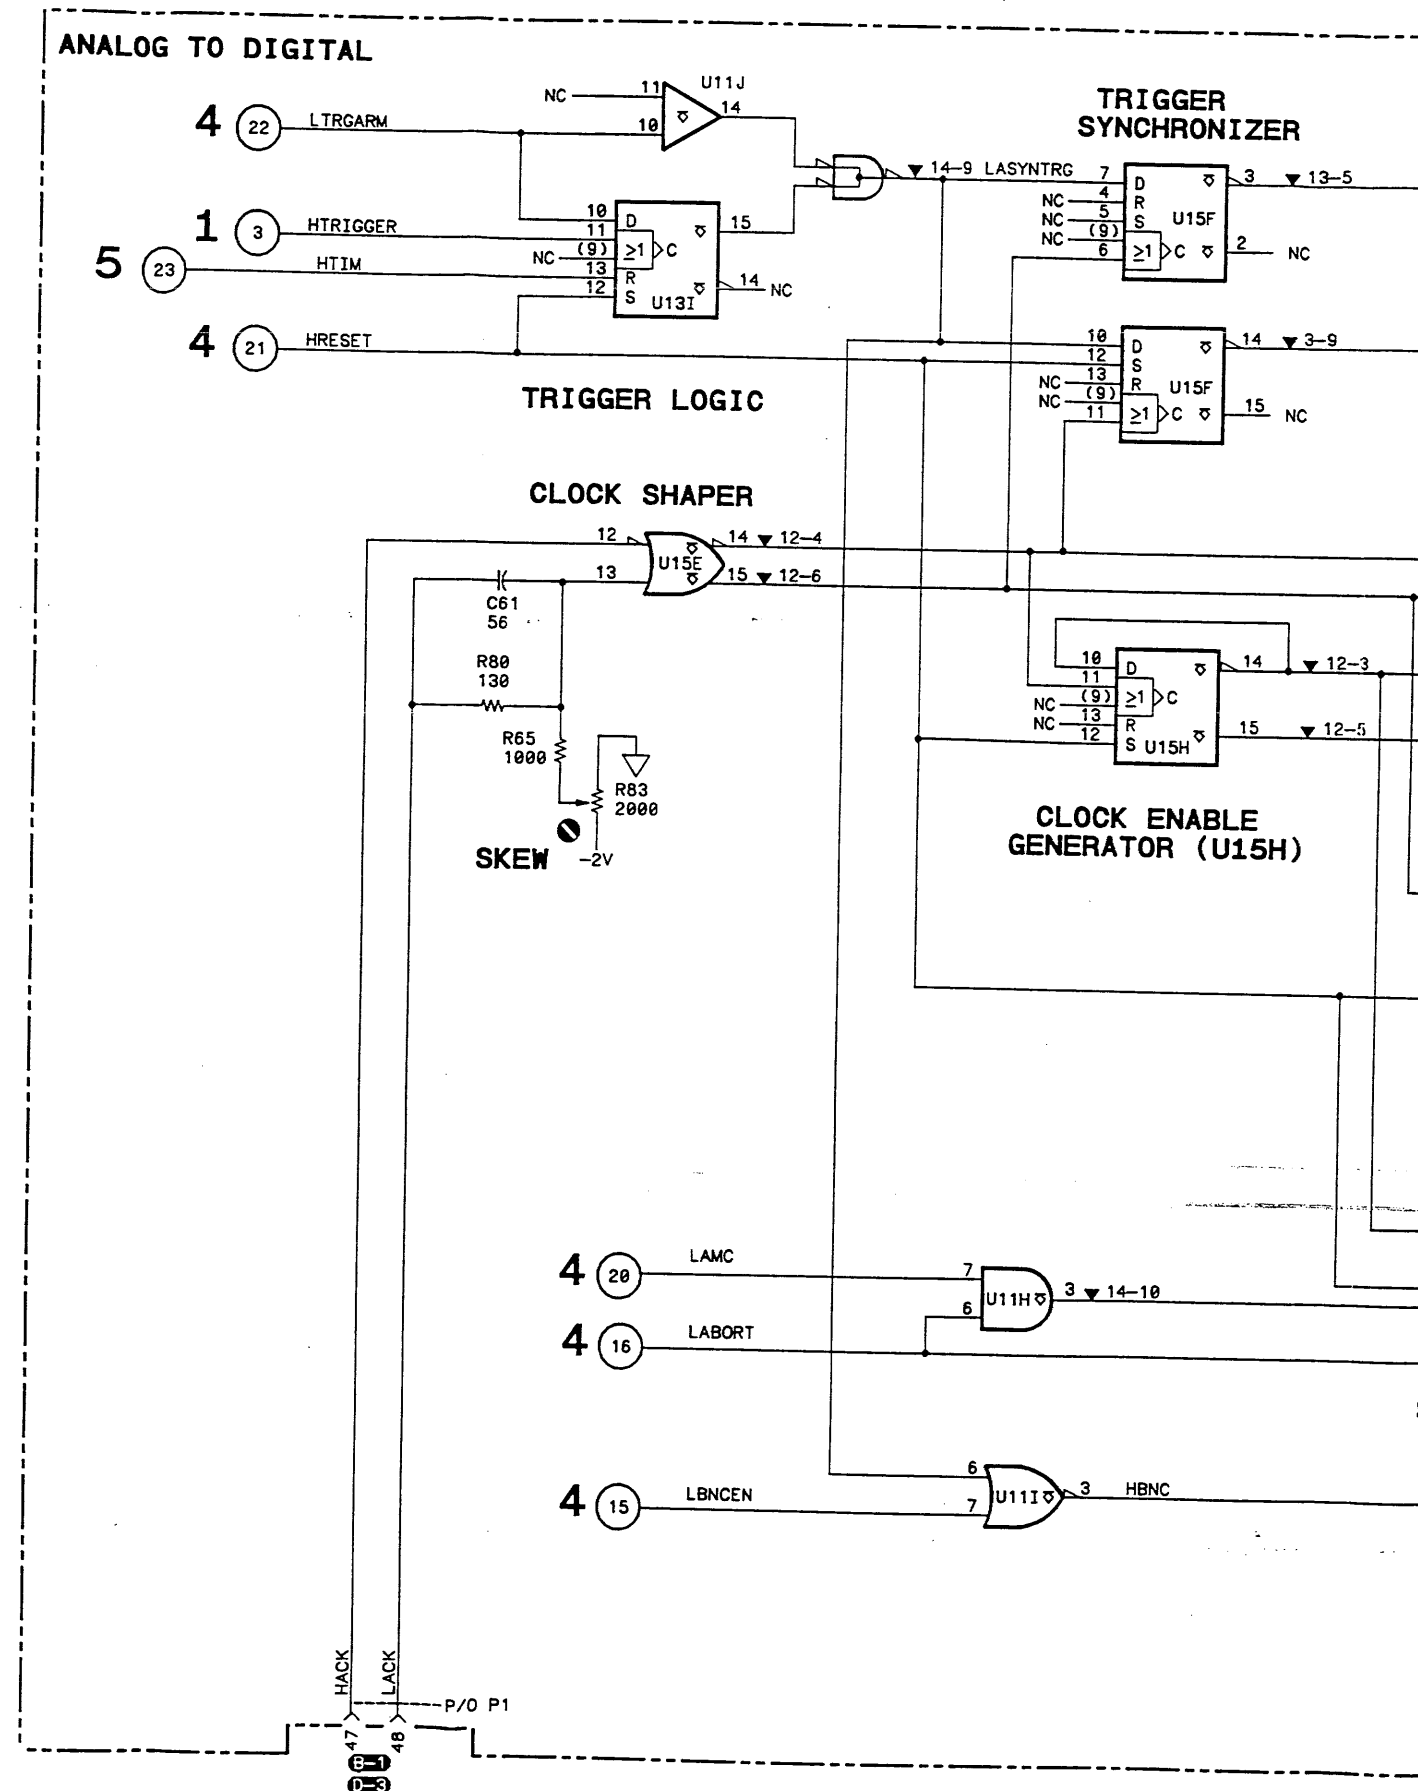 ANALOG TO DIGITAL
NC 11 U11J 14
4 22 LTRGARM 10
TRIGGER
SYNCHRONIZER
14-9 LASYNTRG 7 D 3 13-5
NC 4 R
NC 5 S U15F
NC (9)
6 ≥1 C 2 NC
10 D 15
1 3 HTRIGGER 11
NC (9) ≥1 C
5 23 HTIM 13 R
12 S U13I 14 NC
4 21 HRESET
10 D 14 3-9
12 S
NC 13 R U15F
NC (9)
11 ≥1 C 15 NC
TRIGGER LOGIC
CLOCK SHAPER
12 U15E 14 12-4
13 15 12-6
C61
56
R80
130
R65
1000
R83
2000
SKEW -2V
10 D 14 12-3
11
NC (9) ≥1 C
NC 13 R
12 S U15H 15 12-5
CLOCK ENABLE
GENERATOR (U15H)
4 20 LAMC 7
U11H 3 14-10
6
4 16 LABORT
6
U11I 3 HBNC
4 15 LBNCEN 7
HACK
LACK
P/O P1
47
48
B-1
D-3